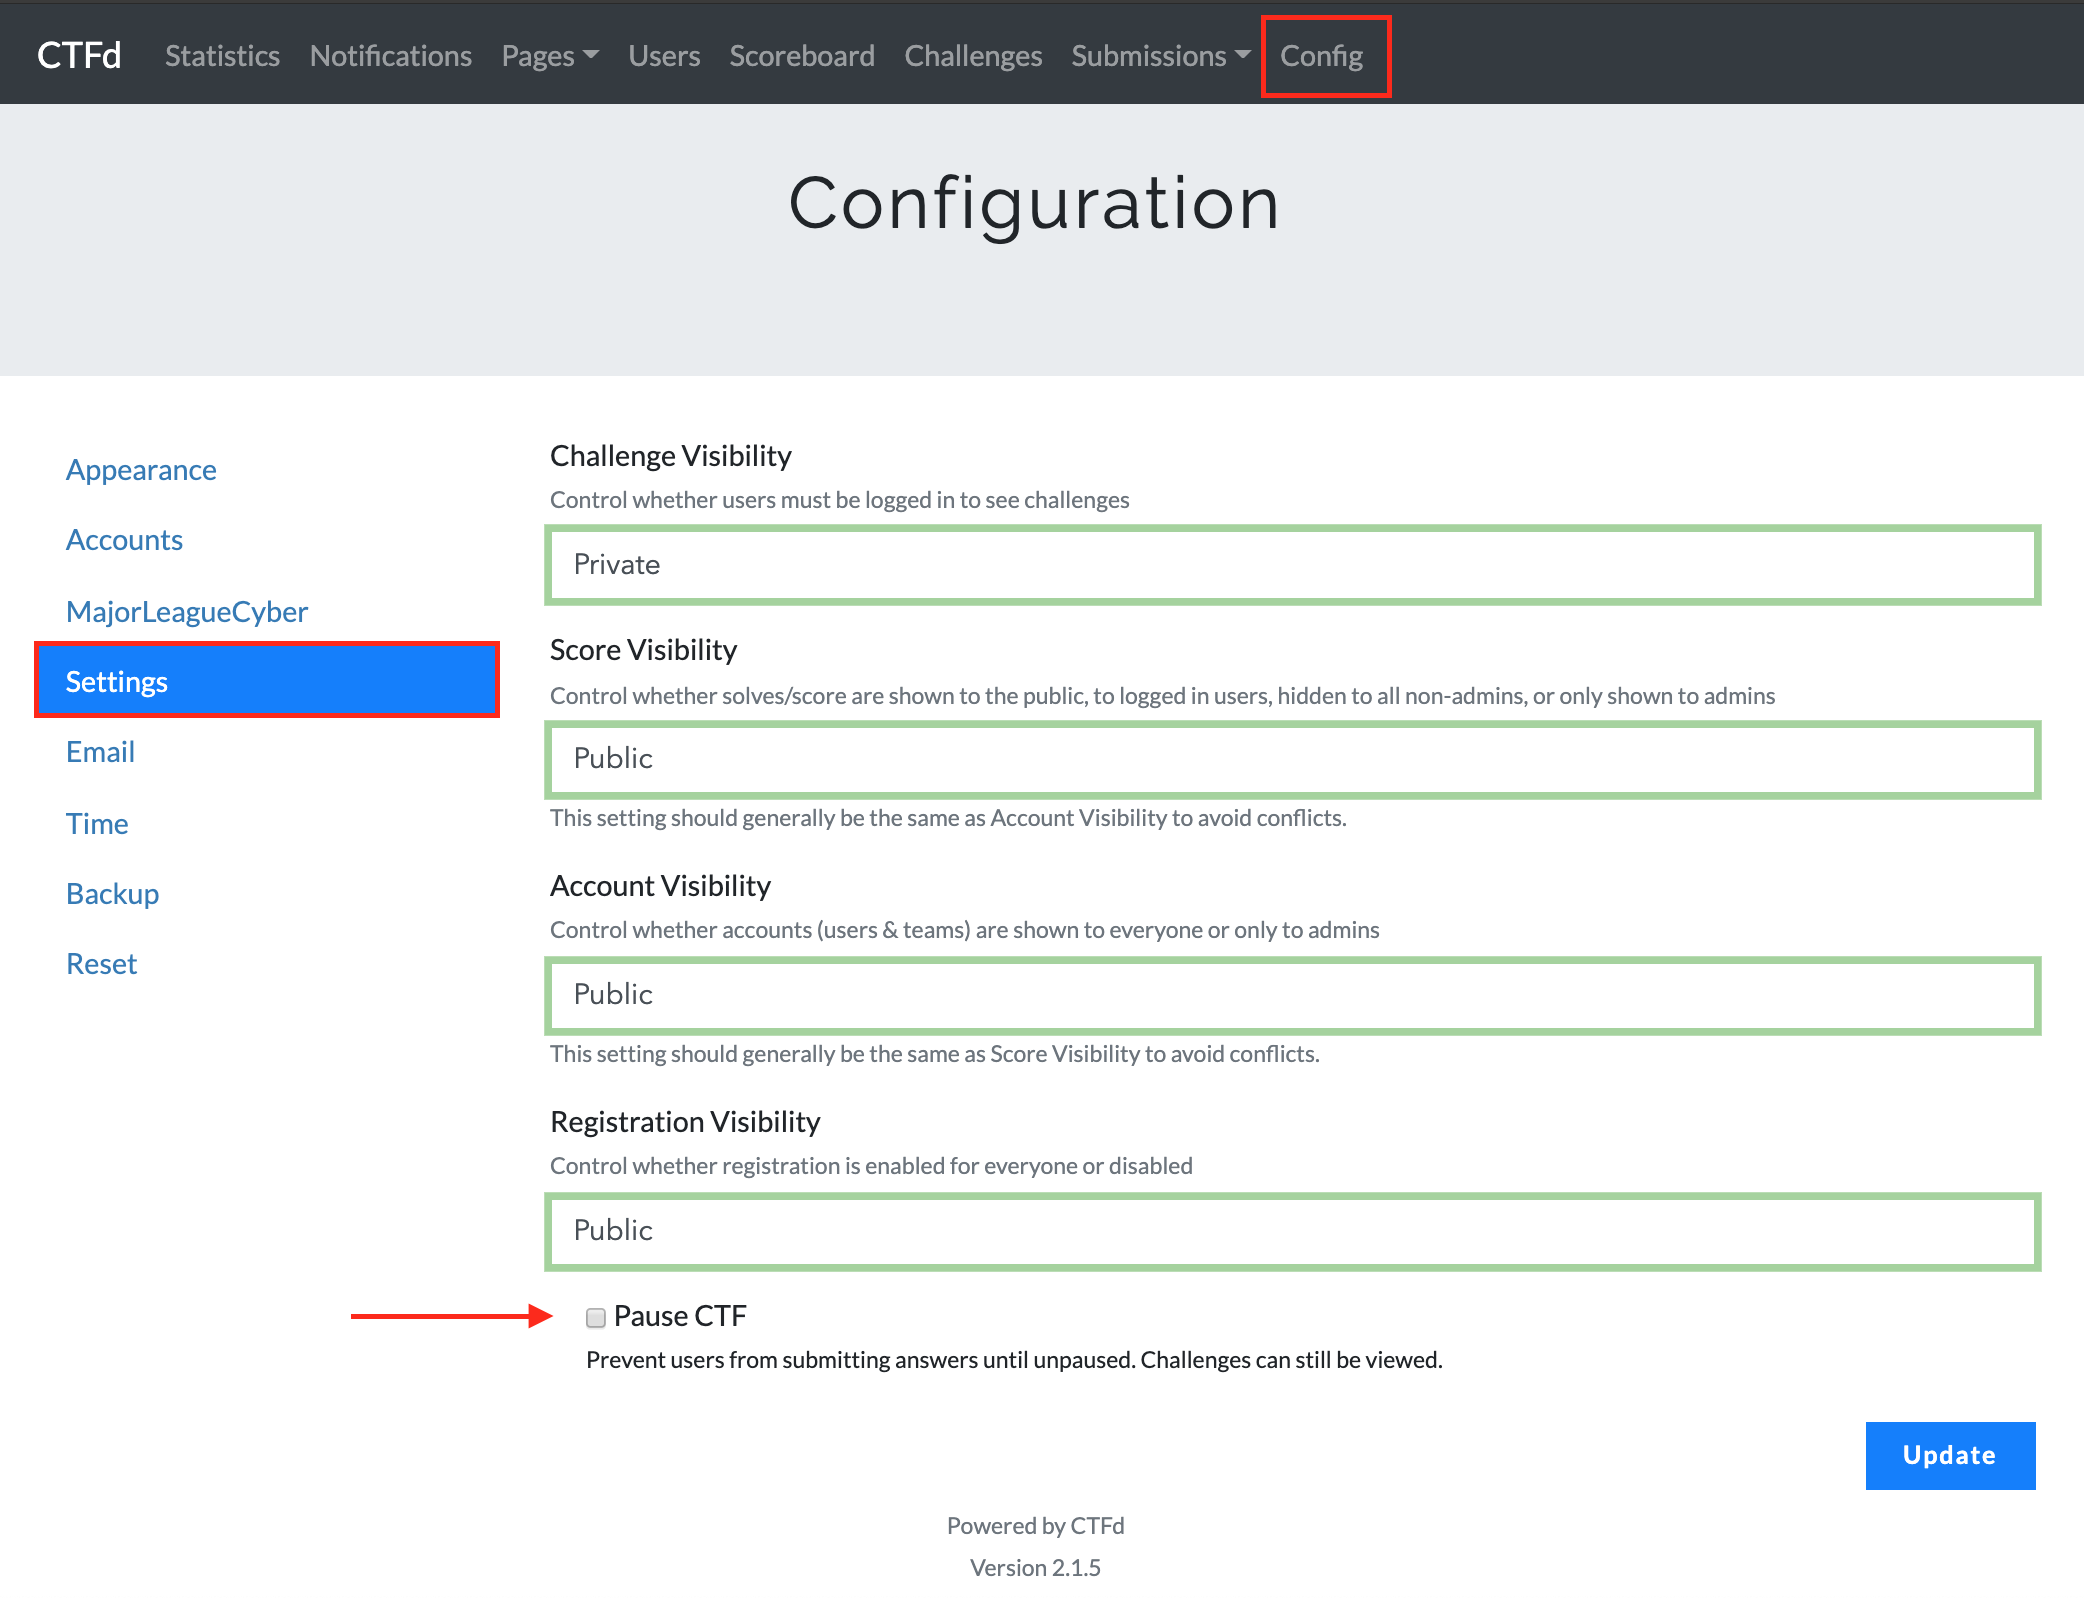 CTFd Statistics Notifications Pages Users Scoreboard Challenges Submissions Config
Configuration
Appearance
Accounts
MajorLeagueCyber
Settings
Email
Time
Backup
Reset
Challenge Visibility
Control whether users must be logged in to see challenges
Private
Score Visibility
Control whether solves/score are shown to the public, to logged in users, hidden to all non-admins, or only shown to admins
Public
This setting should generally be the same as Account Visibility to avoid conflicts.
Account Visibility
Control whether accounts (users & teams) are shown to everyone or only to admins
Public
This setting should generally be the same as Score Visibility to avoid conflicts.
Registration Visibility
Control whether registration is enabled for everyone or disabled
Public
Pause CTF
Prevent users from submitting answers until unpaused. Challenges can still be viewed.
Update
Powered by CTFd
Version 2.1.5